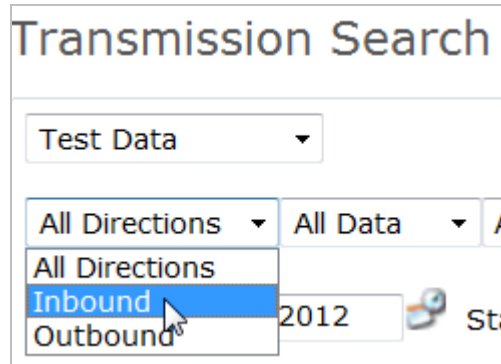 Transmission Search
Test Data
All Directions All Data
All Directions
Inbound
Outbound 2012